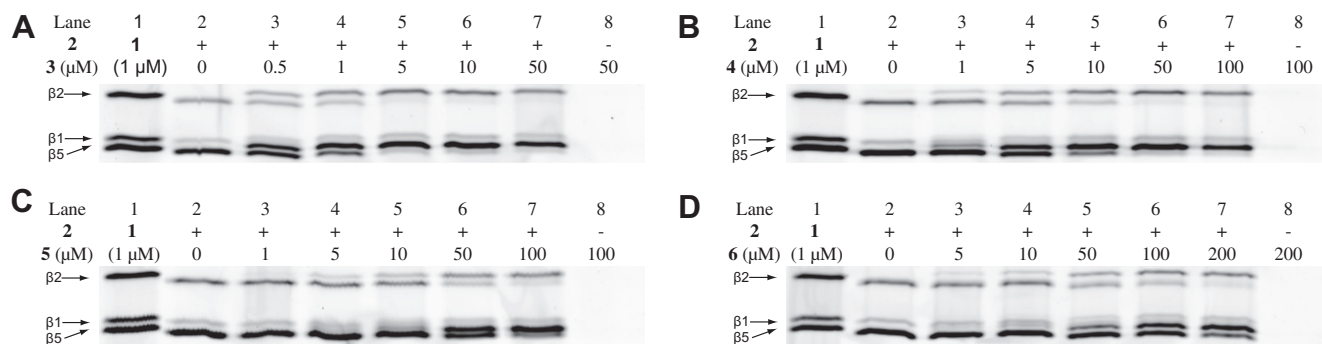 A
Lane 1 2 3 4 5 6 7 8
2 1 + + + + + + -
3 (μM) (1 μM) 0 0.5 1 5 10 50 50
β2
β1
β5
B
Lane 1 2 3 4 5 6 7 8
2 1 + + + + + + -
4 (μM) (1 μM) 0 1 5 10 50 100 100
β2
β1
β5
C
Lane 1 2 3 4 5 6 7 8
2 1 + + + + + + -
5 (μM) (1 μM) 0 1 5 10 50 100 100
β2
β1
β5
D
Lane 1 2 3 4 5 6 7 8
2 1 + + + + + + -
6 (μM) (1 μM) 0 5 10 50 100 200 200
β2
β1
β5